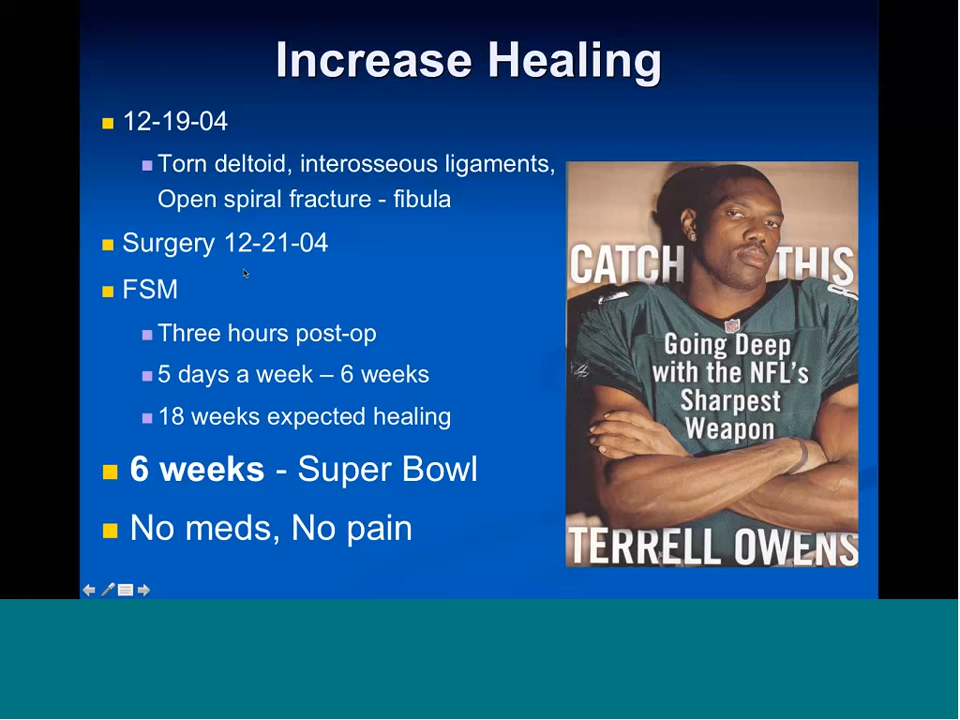 Increase Healing
12-19-04
Torn deltoid, interosseous ligaments,
Open spiral fracture - fibula
Surgery 12-21-04
FSM
Three hours post-op
5 days a week – 6 weeks
18 weeks expected healing
6 weeks - Super Bowl
No meds, No pain
CATCH THIS
Going Deep
with the NFL's
Sharpest
Weapon
TERRELL OWENS